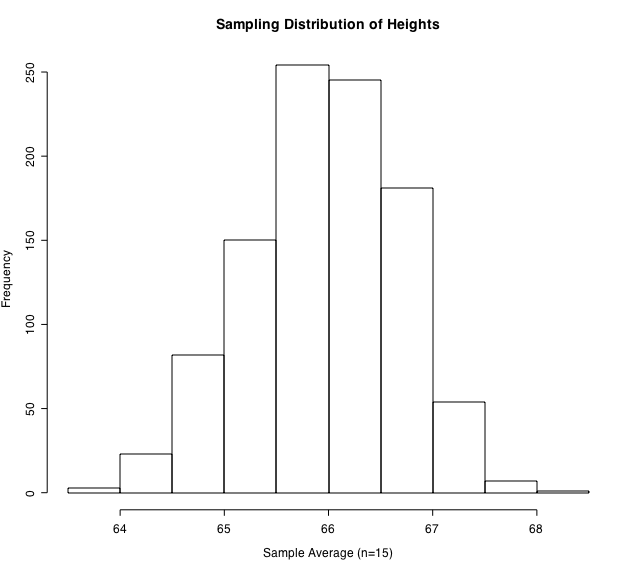 Sampling Distribution of Heights
Frequency
250
200
150
100
50
0
64 65 66 67 68
Sample Average (n=15)